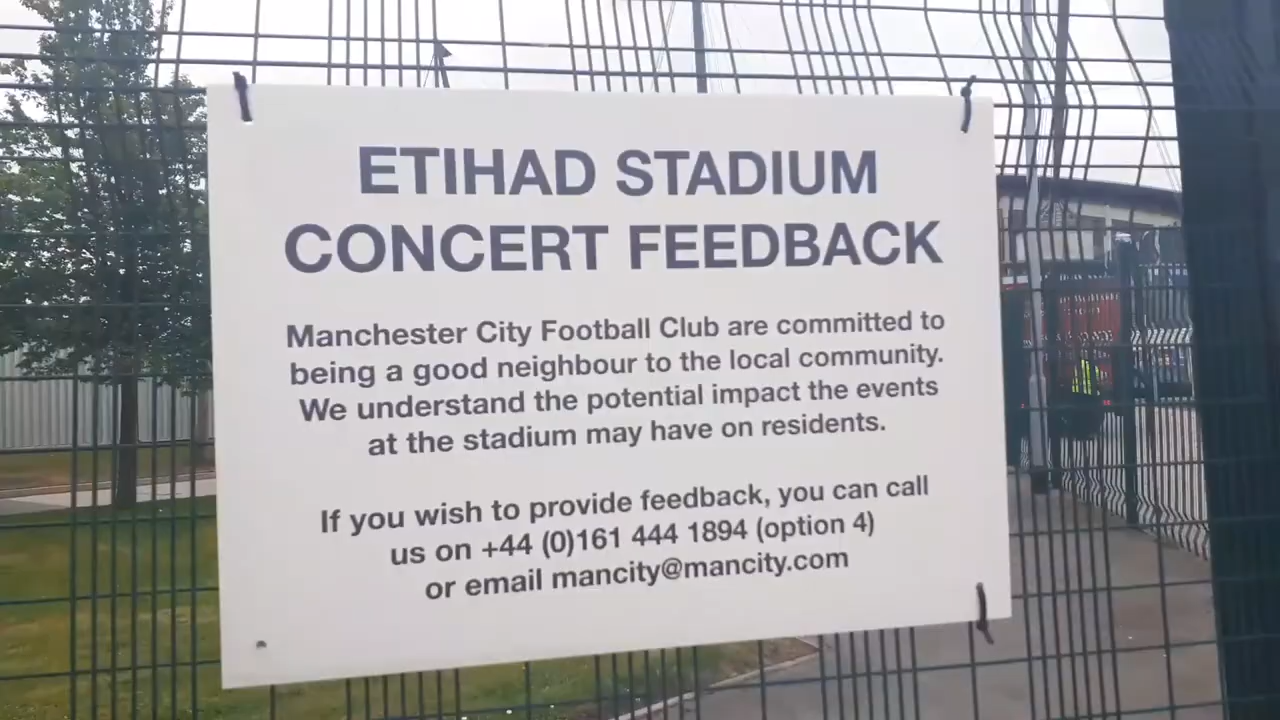 ETIHAD STADIUM
CONCERT FEEDBACK
Manchester City Football Club are committed to
being a good neighbour to the local community.
We understand the potential impact the events
at the stadium may have on residents.
If you wish to provide feedback, you can call
us on +44 (0)161 444 1894 (option 4)
or email mancity@mancity.com